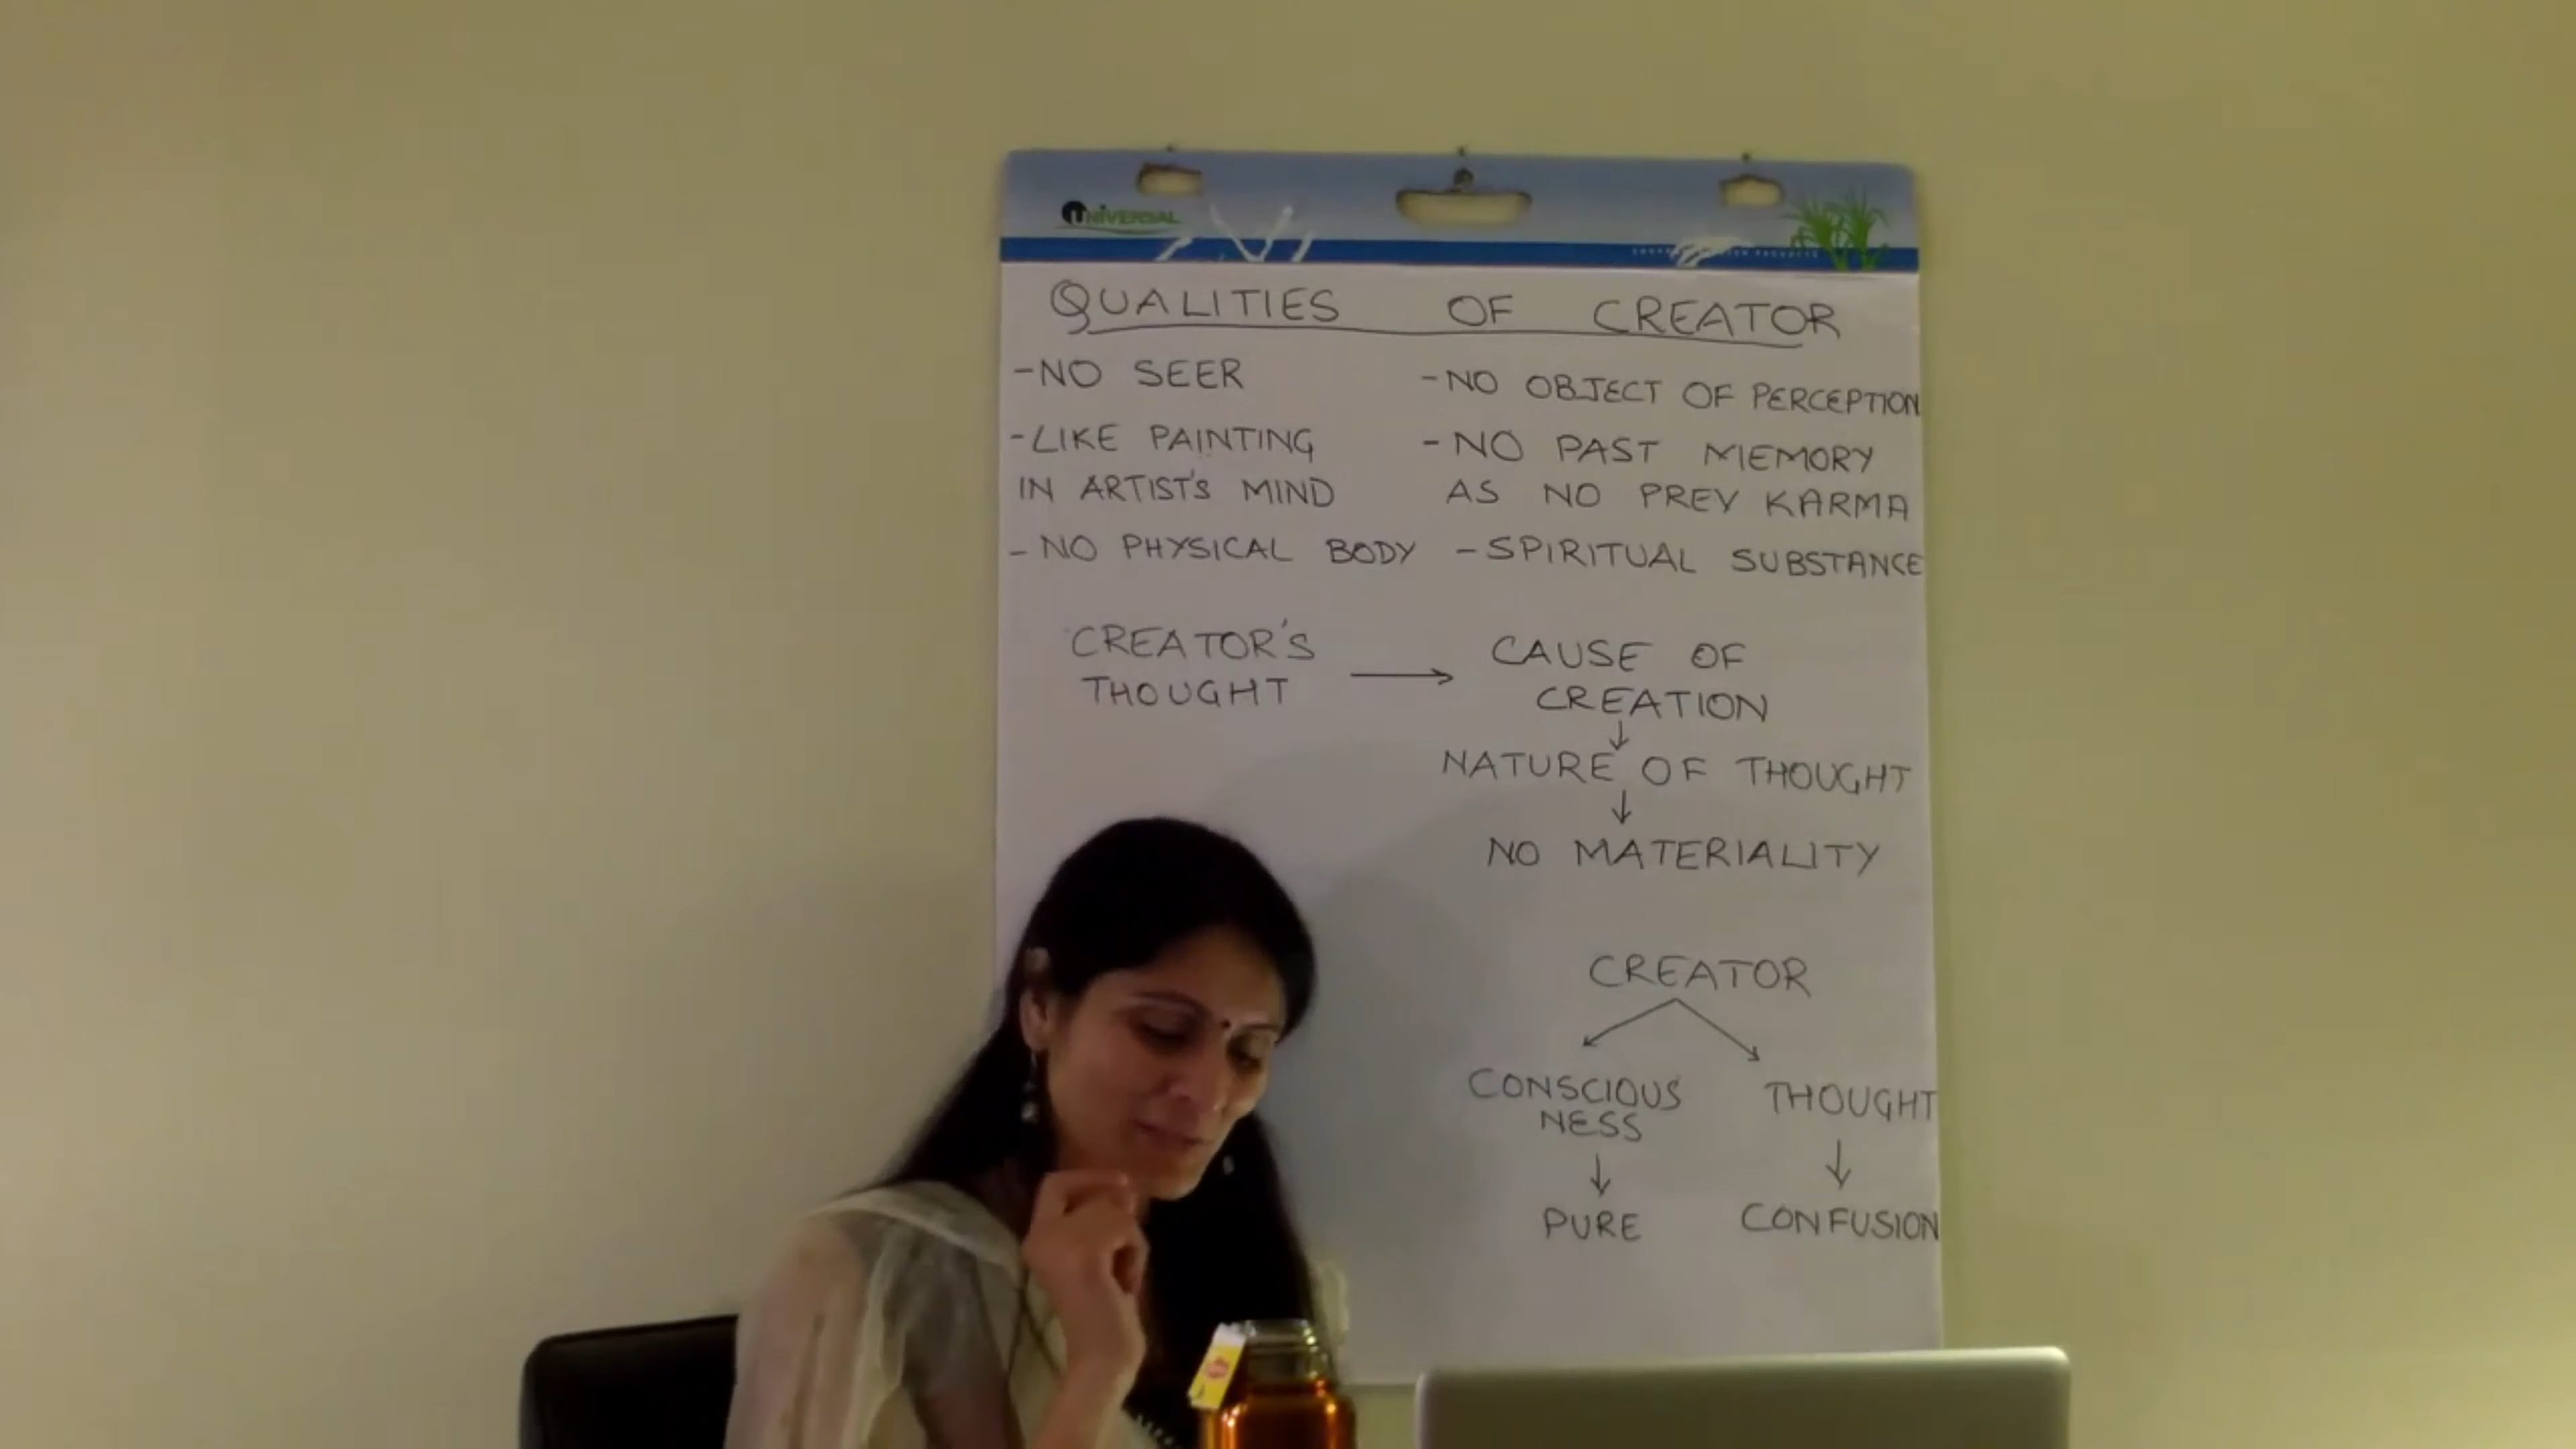 UNIVERSAL
QUALITIES OF CREATOR
-NO SEER
-NO OBJECT OF PERCEPTION
-LIKE PAINTING
IN ARTIST'S MIND
-NO PAST MEMORY
AS NO PREV KARMA
-NO PHYSICAL BODY
-SPIRITUAL SUBSTANCE
CREATOR'S
THOUGHT
→ CAUSE OF
CREATION
↓
NATURE OF THOUGHT
↓
NO MATERIALITY
CREATOR
CONSCIOUS
NESS
THOUGHT
↓ ↓
PURE CONFUSION